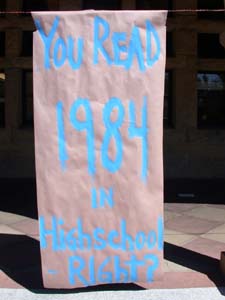 You READ
1984
IN
Highschool
- RIGHT?